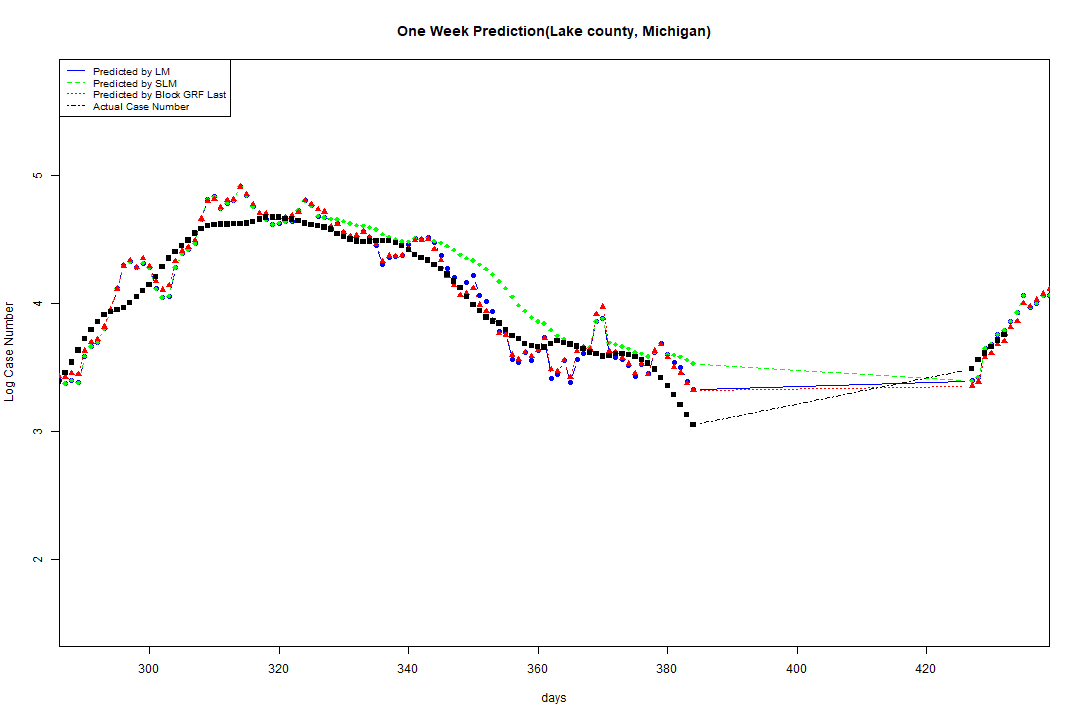 One Week Prediction(Lake county, Michigan)
Predicted by LM
Predicted by SLM
Predicted by Block GRF Last
Actual Case Number
5
4
3
2
Log Case Number
300 320 340 360 380 400 420
days